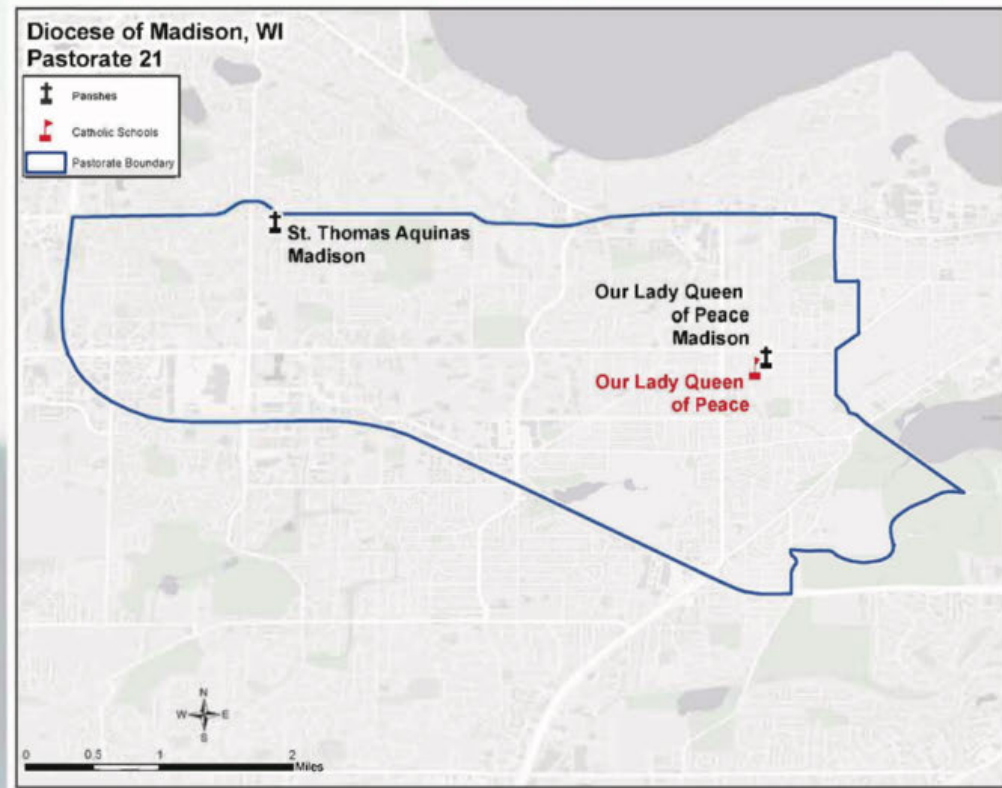 Diocese of Madison, WI
Pastorate 21
Parishes
Catholic Schools
Pastorate Boundary
St. Thomas Aquinas
Madison
Our Lady Queen
of Peace
Madison
Our Lady Queen
of Peace
N
W E
S
0 0.5 1 2
Miles